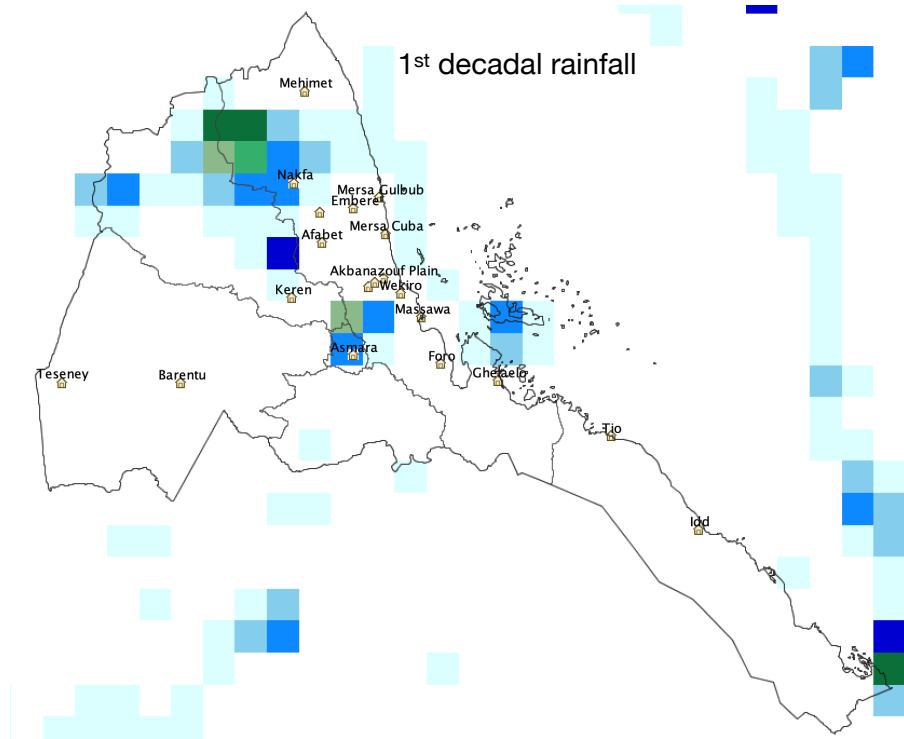 1st decadal rainfall
Mehimet
Nakfa
Mersa Gulbub
Embere
Mersa Cuba
Afabet
Akbanazouf Plain
Wekiro
Keren
Massawa
Asmara
Foro
Teseney
Barentu
Ghelaelo
Tio
Idd